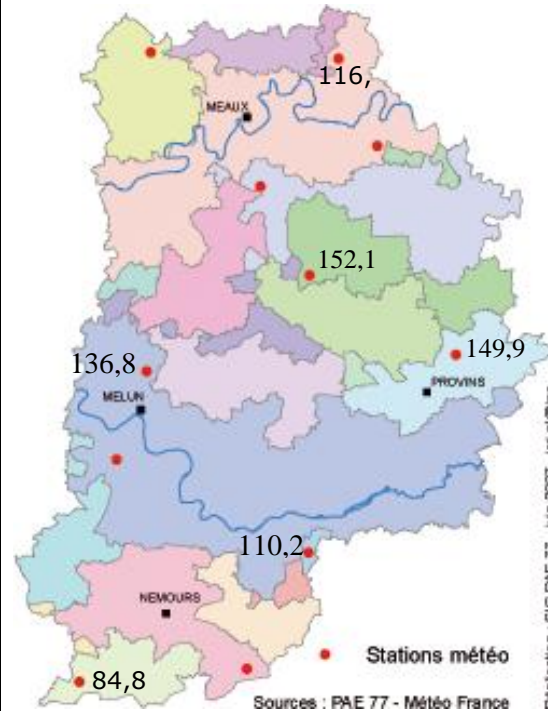 116,
MEAUX
152,1
149,9
136,8
PROVINS
MELUN
110,2
NEMOURS
Stations météo
84,8
Sources : PAE 77 - Météo France